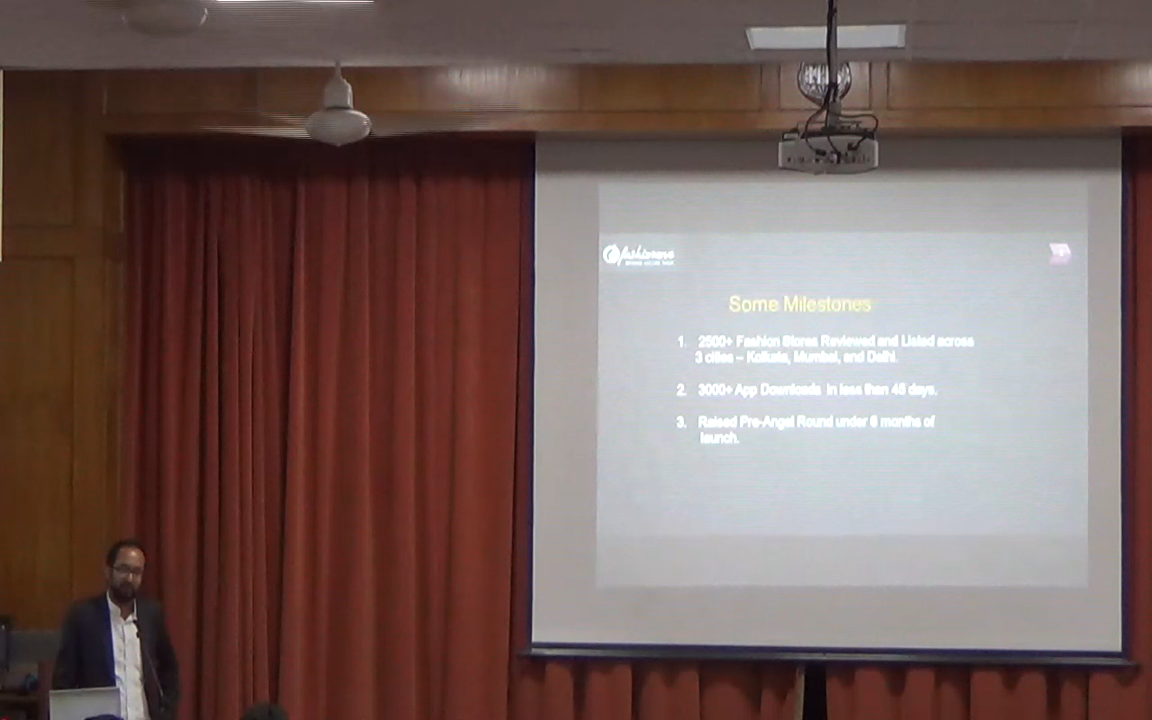 Some Milestones
1. 2500+ Fashion Stores Reviewed and Listed across
3 cities – Kolkata, Mumbai, and Delhi.
2. 3000+ App Downloads in less than 45 days.
3. Raised Pre-Angel Round under 6 months of
launch.